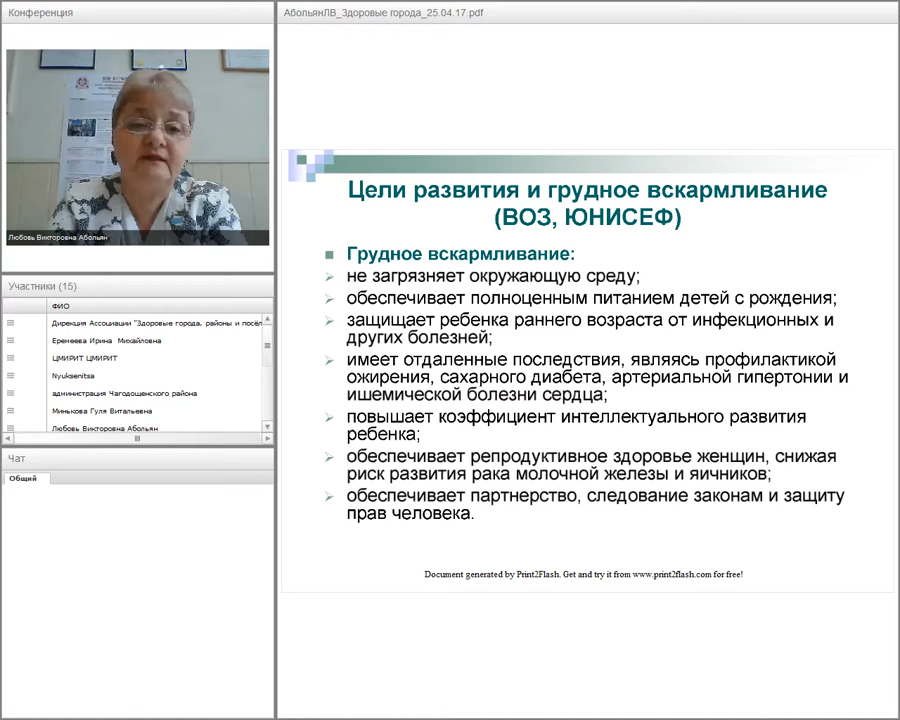 Конференция
Любовь Викторовна Абольян
Участники (15)
ФИО
Дирекция Ассоциации "Здоровые города, районы и посёл
Еремеева Ирина Михайловна
ЦМИРИТ ЦМИРИТ
Nyuksenitsa
администрация Чагодощенского района
Минькова Гуля Витальевна
Любовь Викторовна Абольян
Чат
Общий
АбольянЛВ_Здоровые города_25.04.17.pdf
Цели развития и грудное вскармливание
(ВОЗ, ЮНИСЕФ)
Грудное вскармливание:
не загрязняет окружающую среду;
обеспечивает полноценным питанием детей с рождения;
защищает ребенка раннего возраста от инфекционных и
других болезней;
имеет отдаленные последствия, являясь профилактикой
ожирения, сахарного диабета, артериальной гипертонии и
ишемической болезни сердца;
повышает коэффициент интеллектуального развития
ребенка;
обеспечивает репродуктивное здоровье женщин, снижая
риск развития рака молочной железы и яичников;
обеспечивает партнерство, следование законам и защиту
прав человека.
Document generated by Print2Flash. Get and try it from www.print2flash.com for free!